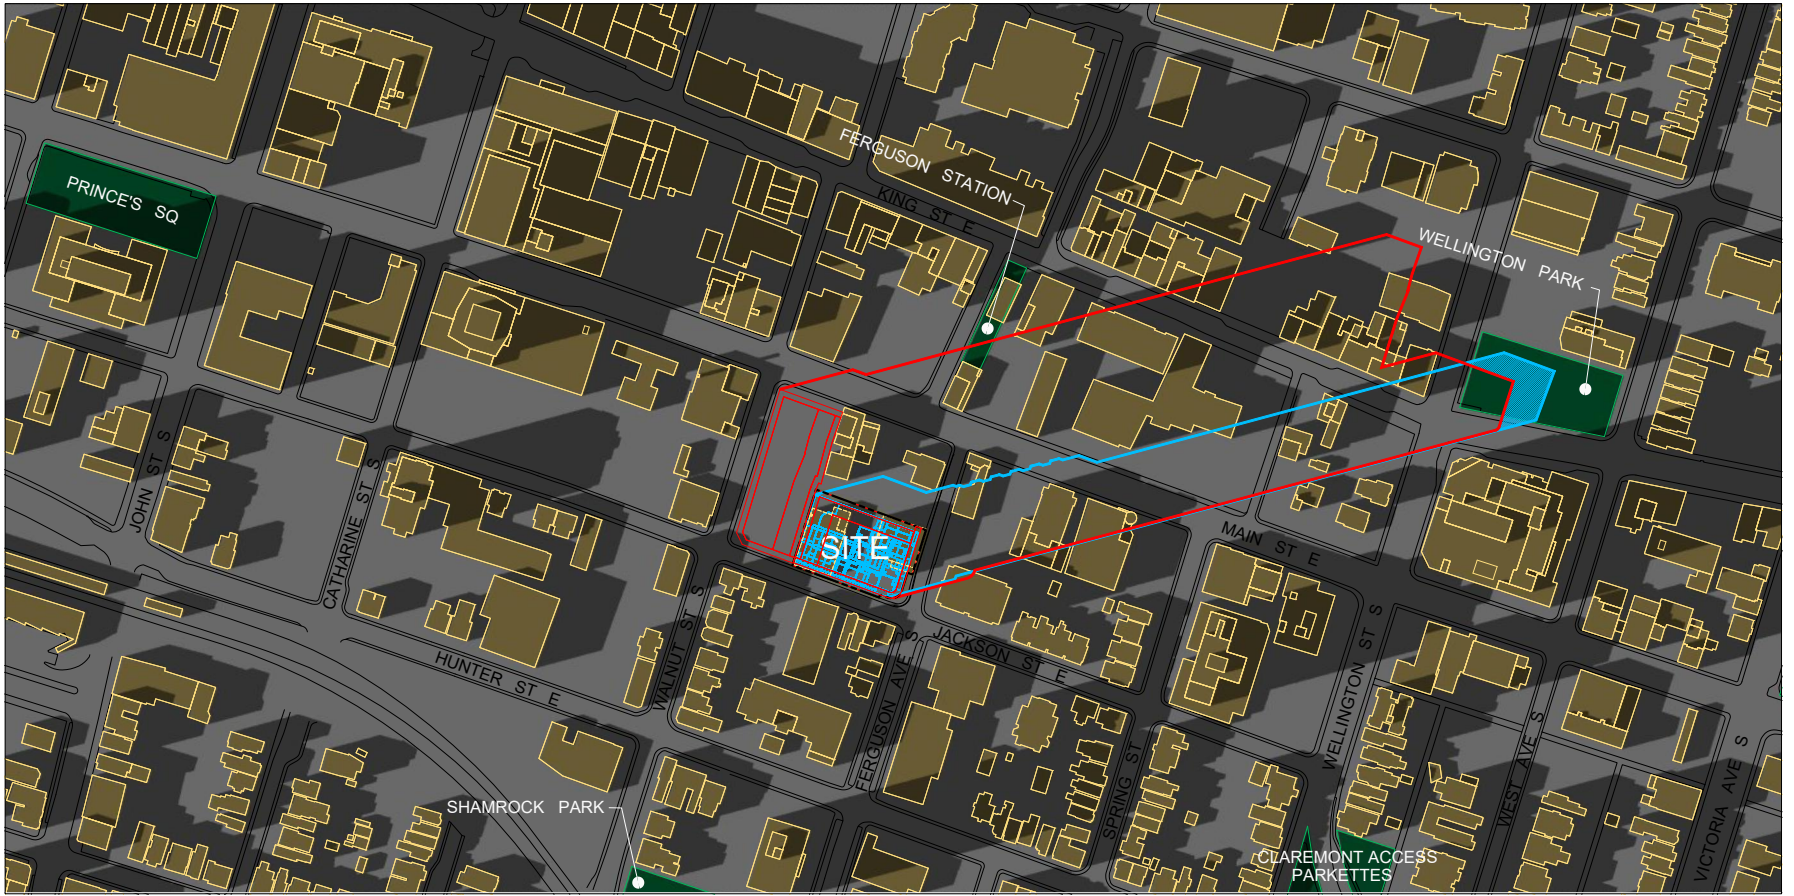 PRINCE'S SQ
FERGUSON STATION
KING ST E
WELLINGTON PARK
JOHN ST S
CATHARINE ST S
SITE
MAIN ST E
WALNUT ST S
JACKSON ST E
HUNTER ST E
FERGUSON AVE S
WELLINGTON ST S
SPRING ST
WEST AVE S
VICTORIA AVE S
SHAMROCK PARK
CLAREMONT ACCESS
PARKETTES